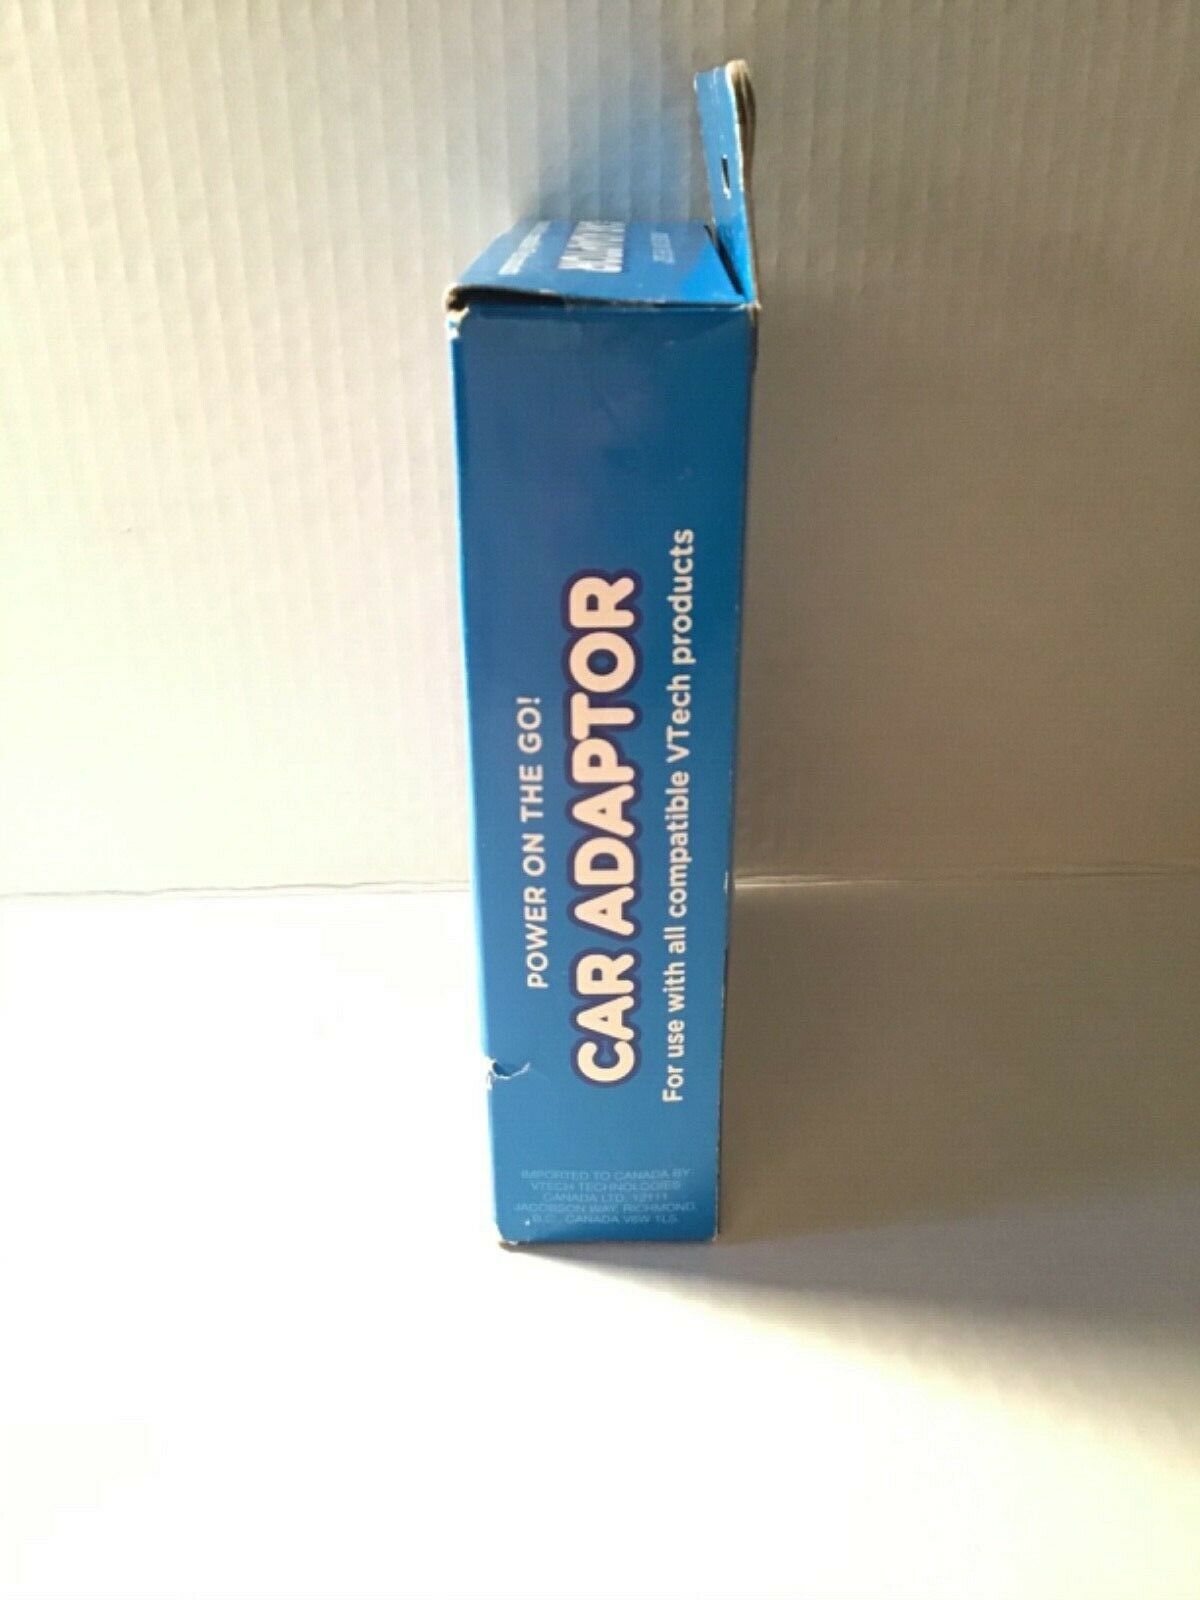 POWER ON THE GO!
CAR ADAPTOR
For use with all compatible VTech products
IMPORTED TO CANADA BY
VTECH TECHNOLOGIES
CANADA LTD. 12111
JACOBSON WAY, RICHMOND,
B.C., CANADA V6W 1L5.